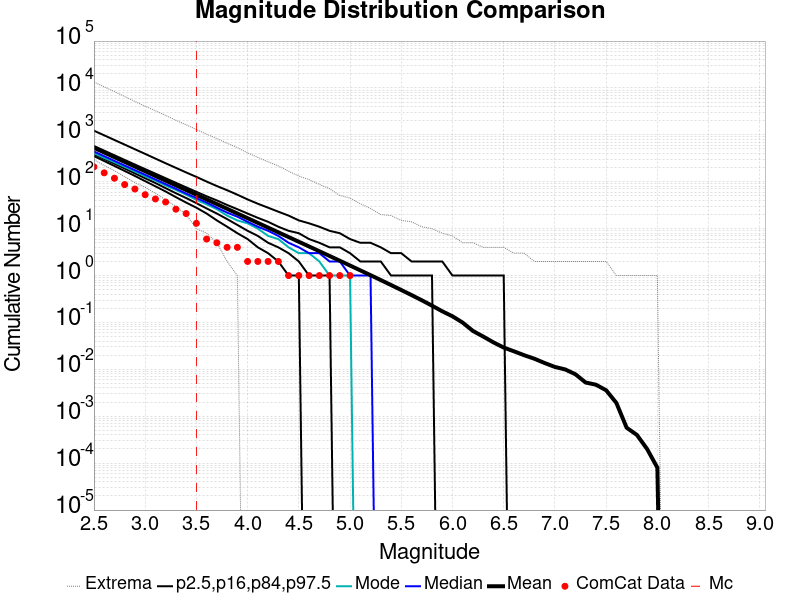 Magnitude Distribution Comparison
Cumulative Number
10 5
10 4
10 3
10 2
10 1
10 0
10 -1
10 -2
10 -3
10 -4
10 -5
2.5 3.0 3.5 4.0 4.5 5.0 5.5 6.0 6.5 7.0 7.5 8.0 8.5 9.0
Magnitude
Extrema p2.5,p16,p84,p97.5 Mode Median Mean ComCat Data Mc